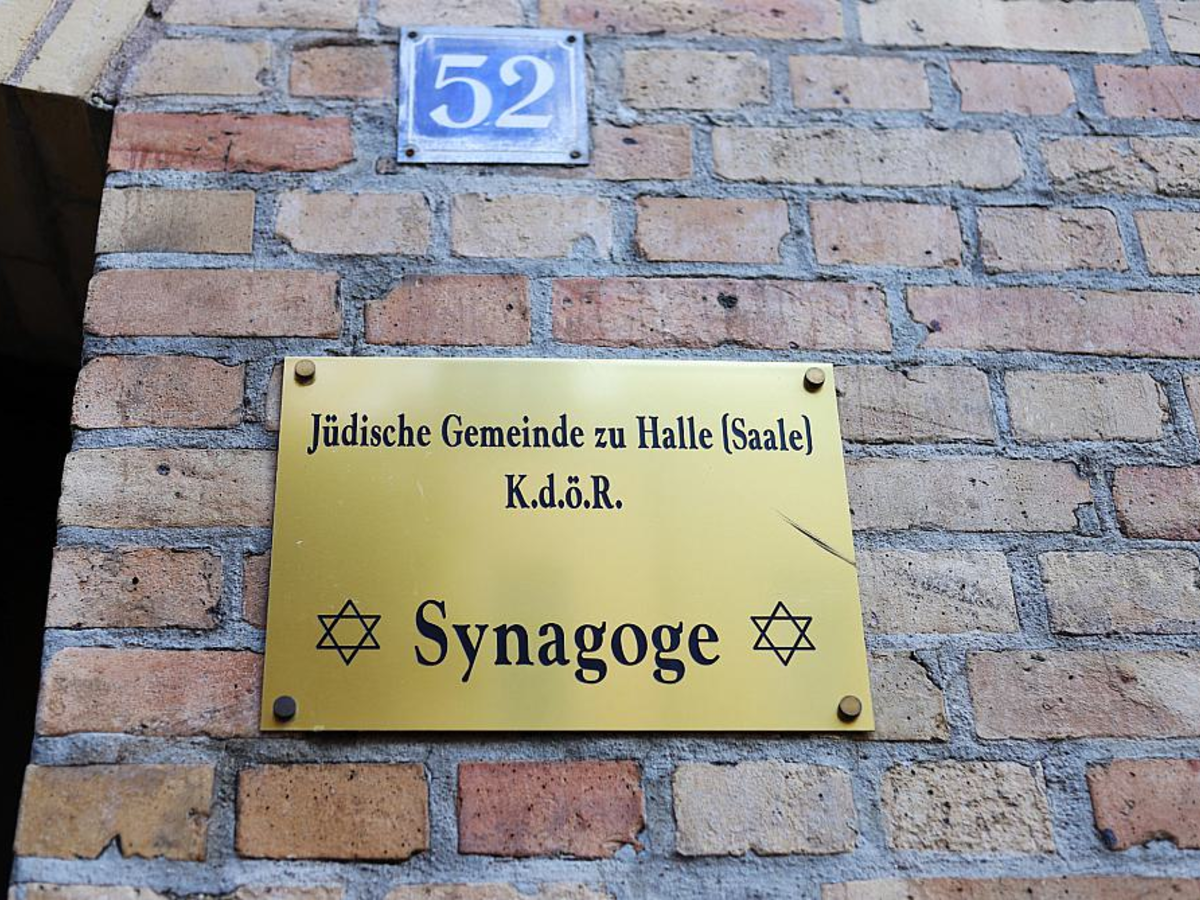 52
Jüdische Gemeinde zu Halle (Saale)
K.d.ö.R.
Synagoge